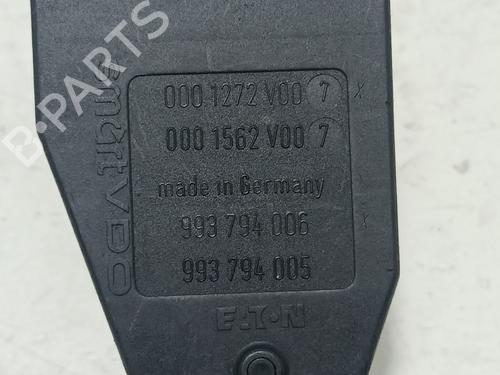 smart VDO
000 1272 V00 7 X
000 1562 V00 7
made in Germany
993 794 006 X
993 794 005
EATON
B-PARTS